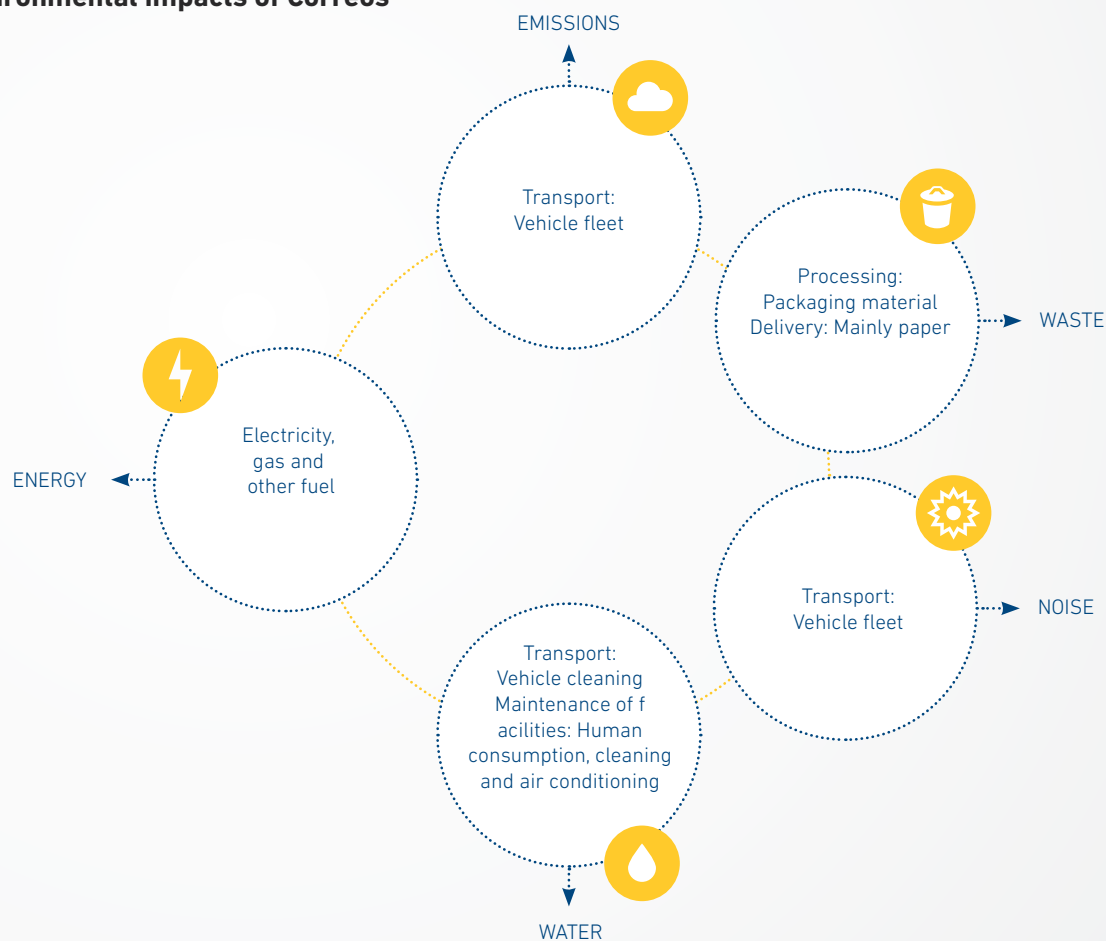 ronmental impacts of Correos
EMISSIONS
Transport:
Vehicle fleet
Processing:
Packaging material
Delivery: Mainly paper
WASTE
Electricity,
gas and
other fuel
ENERGY
Transport:
Vehicle fleet
NOISE
Transport:
Vehicle cleaning
Maintenance of f
acilities: Human
consumption, cleaning
and air conditioning
WATER